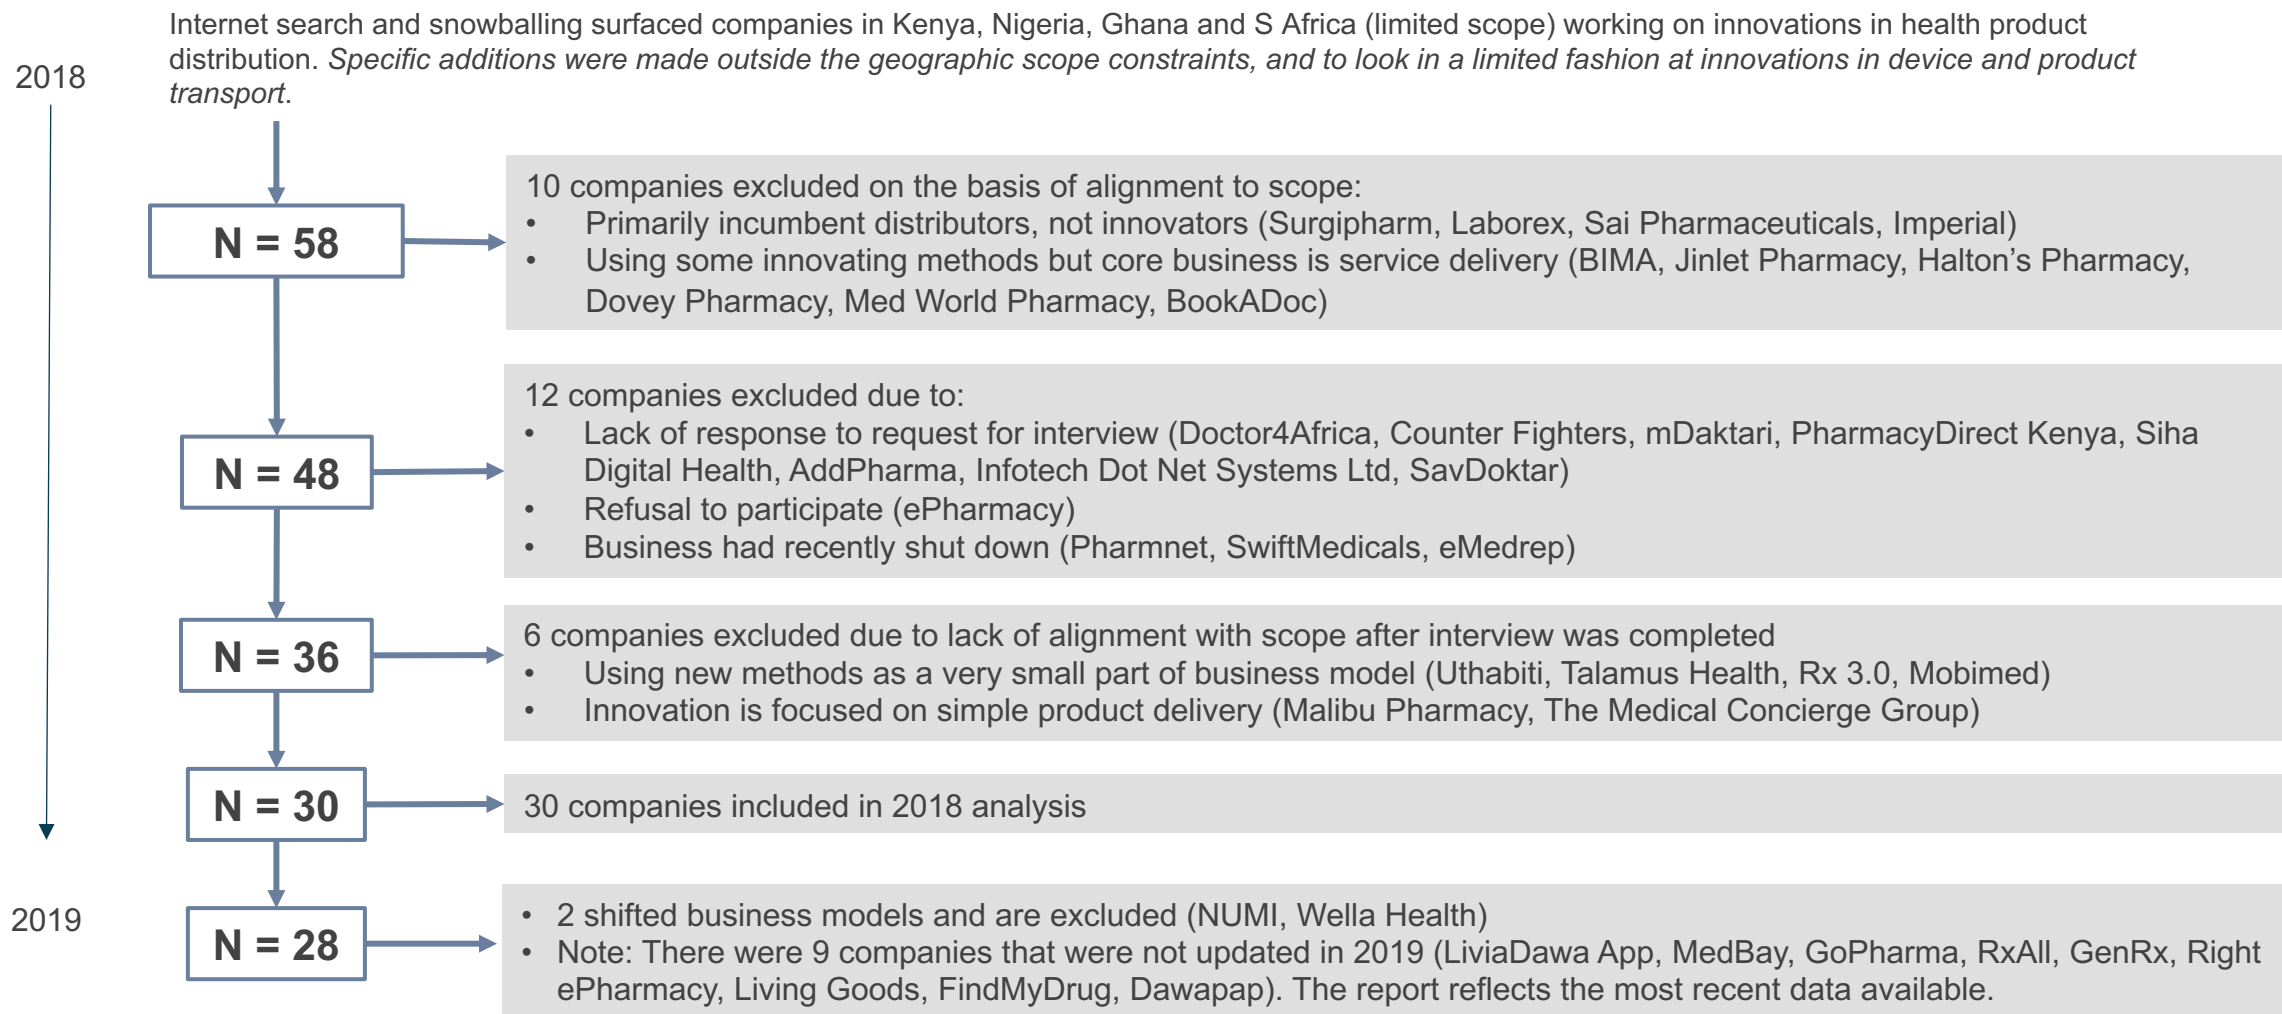 Internet search and snowballing surfaced companies in Kenya, Nigeria, Ghana and S Africa (limited scope) working on innovations in health product
distribution. Specific additions were made outside the geographic scope constraints, and to look in a limited fashion at innovations in device and product
transport.
2018
N = 58
10 companies excluded on the basis of alignment to scope:
• Primarily incumbent distributors, not innovators (Surgipharm, Laborex, Sai Pharmaceuticals, Imperial)
• Using some innovating methods but core business is service delivery (BIMA, Jinlet Pharmacy, Halton’s Pharmacy,
Dovey Pharmacy, Med World Pharmacy, BookADoc)
N = 48
12 companies excluded due to:
• Lack of response to request for interview (Doctor4Africa, Counter Fighters, mDaktari, PharmacyDirect Kenya, Siha
Digital Health, AddPharma, Infotech Dot Net Systems Ltd, SavDoktar)
• Refusal to participate (ePharmacy)
• Business had recently shut down (Pharmnet, SwiftMedicals, eMedrep)
N = 36
6 companies excluded due to lack of alignment with scope after interview was completed
• Using new methods as a very small part of business model (Uthabiti, Talamus Health, Rx 3.0, Mobimed)
• Innovation is focused on simple product delivery (Malibu Pharmacy, The Medical Concierge Group)
N = 30
30 companies included in 2018 analysis
2019
N = 28
• 2 shifted business models and are excluded (NUMI, Wella Health)
• Note: There were 9 companies that were not updated in 2019 (LiviaDawa App, MedBay, GoPharma, RxAll, GenRx, Right
ePharmacy, Living Goods, FindMyDrug, Dawapap). The report reflects the most recent data available.